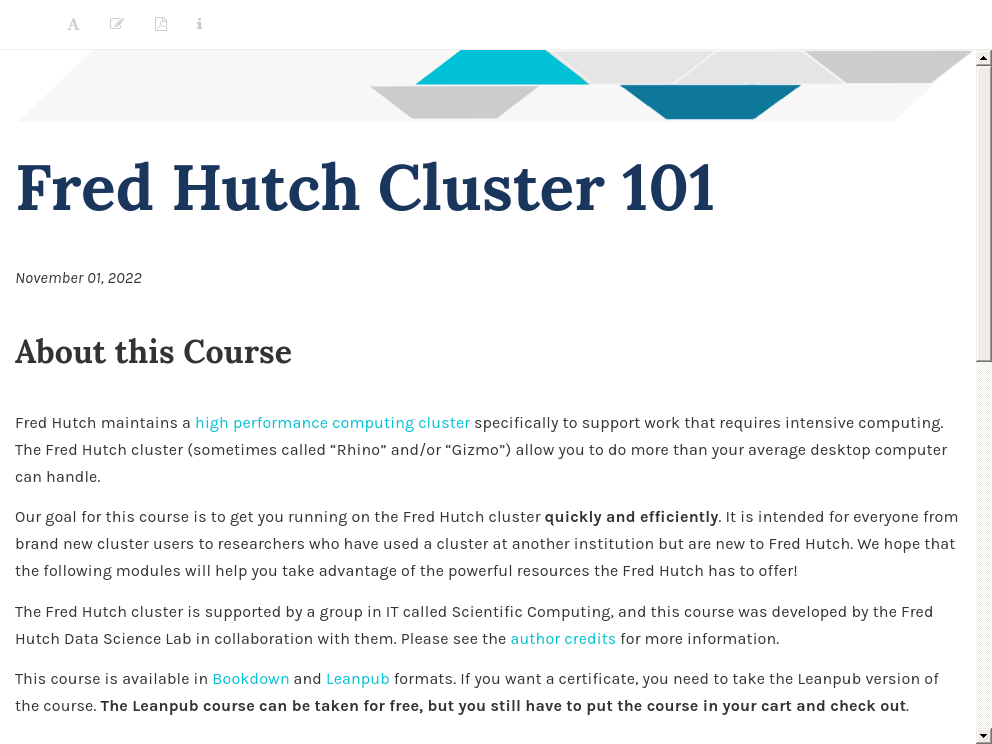 Fred Hutch Cluster 101
November 01, 2022
About this Course
Fred Hutch maintains a high performance computing cluster specifically to support work that requires intensive computing.
The Fred Hutch cluster (sometimes called “Rhino” and/or “Gizmo”) allow you to do more than your average desktop computer
can handle.
Our goal for this course is to get you running on the Fred Hutch cluster quickly and efficiently. It is intended for everyone from
brand new cluster users to researchers who have used a cluster at another institution but are new to Fred Hutch. We hope that
the following modules will help you take advantage of the powerful resources the Fred Hutch has to offer!
The Fred Hutch cluster is supported by a group in IT called Scientific Computing, and this course was developed by the Fred
Hutch Data Science Lab in collaboration with them. Please see the author credits for more information.
This course is available in Bookdown and Leanpub formats. If you want a certificate, you need to take the Leanpub version of
the course. The Leanpub course can be taken for free, but you still have to put the course in your cart and check out.